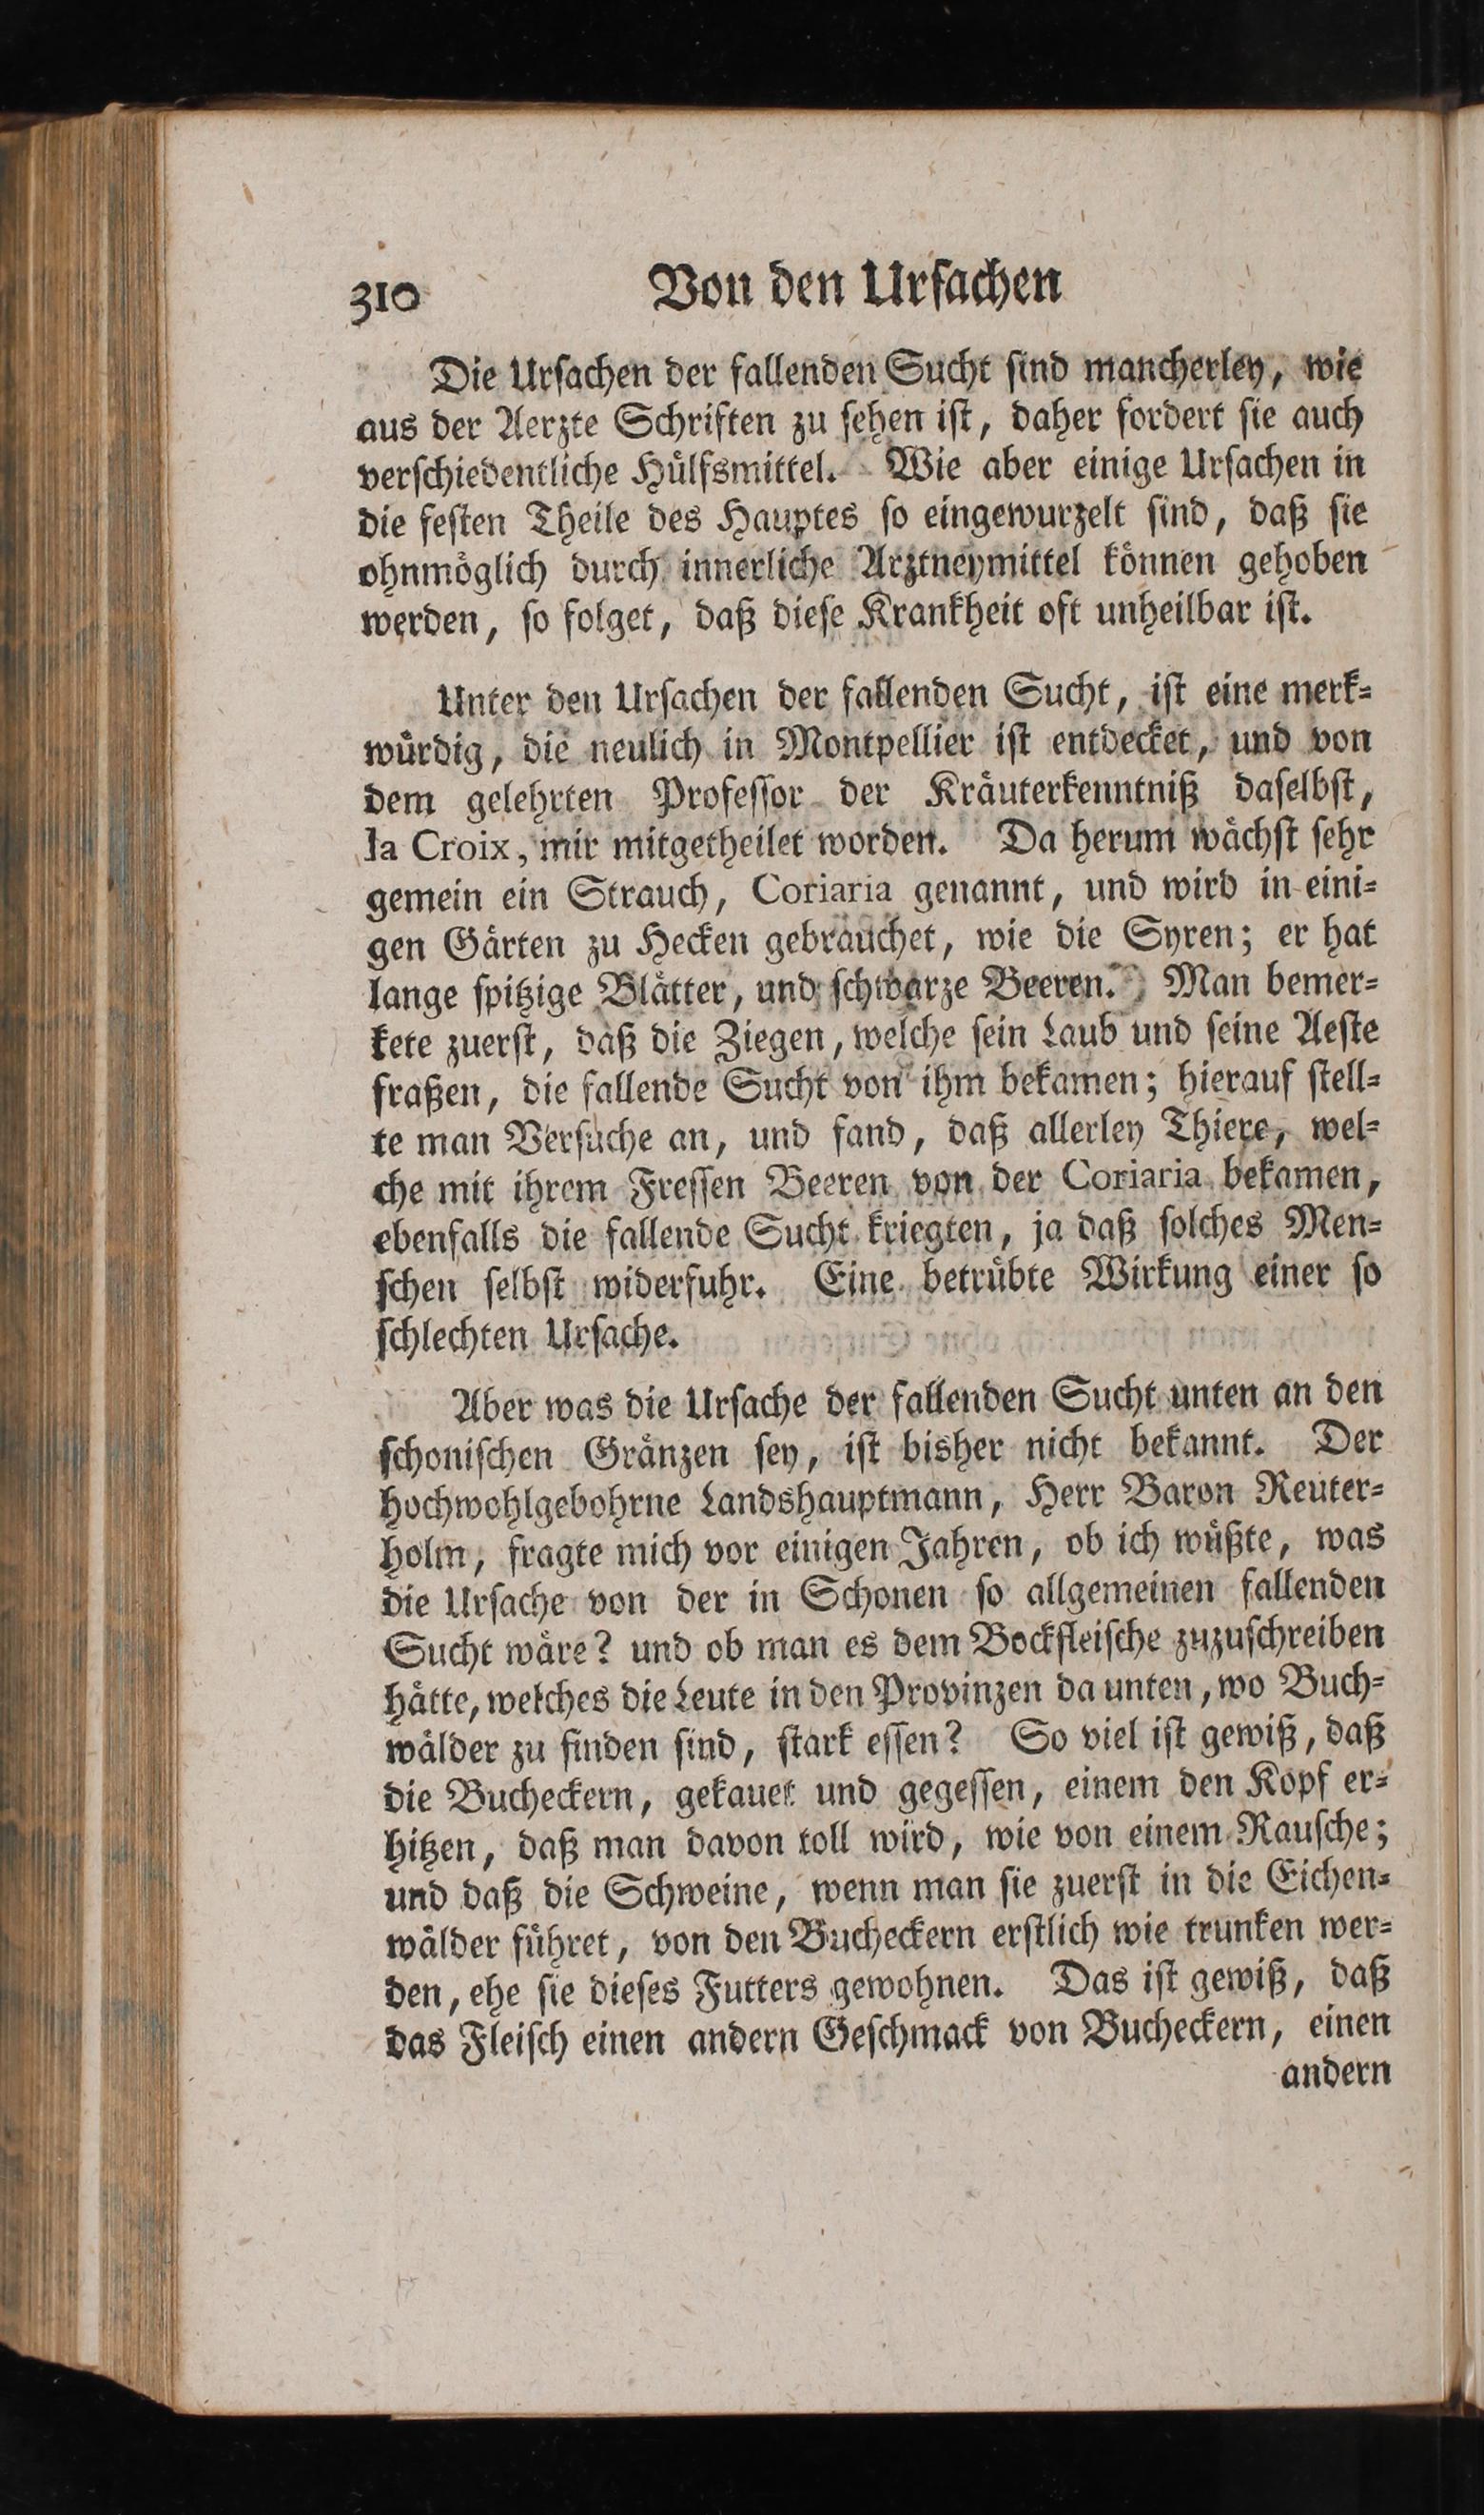 310 Von den Ursachen
Die Ursachen der fallenden Sucht sind mancherley, wie
aus der Aerzte Schriften zu sehen ist, daher fordert sie auch
verschiedentliche Hülfsmittel. Wie aber einige Ursachen in
die festen Theile des Hauptes so eingewurzelt sind, daß sie
ohnmöglich durch innerliche Arztneymittel können gehoben
werden, so folget, daß diese Krankheit oft unheilbar ist.
Unter den Ursachen der fallenden Sucht, ist eine merk=
würdig, die neulich in Montpellier ist entdecket, und von
dem gelehrten Professor der Kräuterkenntniß daselbst,
la Croix, mir mitgetheilet worden. Da herum wächst sehr
gemein ein Strauch, Coriaria genannt, und wird in eini=
gen Gärten zu Hecken gebräuchet, wie die Syren; er hat
lange spitzige Blätter, und schwarze Beeren. Man bemer=
kete zuerst, daß die Ziegen, welche sein Laub und seine Aeste
fraßen, die fallende Sucht von ihm bekamen; hierauf stell=
te man Versuche an, und fand, daß allerley Thiere, wel=
che mit ihrem Fressen Beeren von der Coriaria bekamen,
ebenfalls die fallende Sucht kriegten, ja daß solches Men=
schen selbst widerfuhr. Eine betrübte Wirkung einer so
schlechten Ursache.
Aber was die Ursache der fallenden Sucht unten an den
schonischen Gränzen sey, ist bisher nicht bekannt. Der
hochwohlgebohrne Landshauptmann, Herr Baron Reuter=
holm, fragte mich vor einigen Jahren, ob ich wüßte, was
die Ursache von der in Schonen so allgemeinen fallenden
Sucht wäre? und ob man es dem Bockfleische zuzuschreiben
hätte, welches die Leute in den Provinzen da unten, wo Buch=
wälder zu finden sind, stark essen? So viel ist gewiß, daß
die Bucheckern, gekauet und gegessen, einem den Kopf er=
hitzen, daß man davon toll wird, wie von einem Rausche;
und daß die Schweine, wenn man sie zuerst in die Eichen=
wälder führet, von den Bucheckern erstlich wie trunken wer=
den, ehe sie dieses Futters gewohnen. Das ist gewiß, daß
das Fleisch einen andern Geschmack von Bucheckern, einen
andern